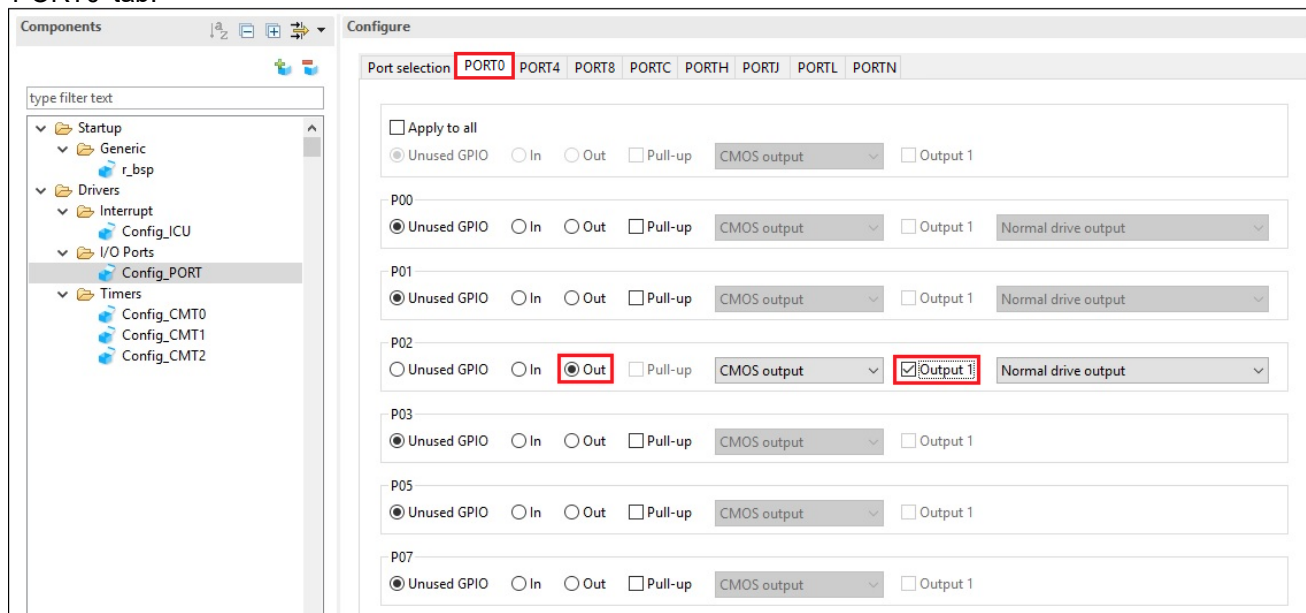 Components
Configure
type filter text
Startup
Generic
r_bsp
Drivers
Interrupt
Config_ICU
I/O Ports
Config_PORT
Timers
Config_CMT0
Config_CMT1
Config_CMT2
Port selection PORT0 PORT4 PORT8 PORTC PORTH PORTJ PORTL PORTN
Apply to all
Unused GPIO In Out Pull-up CMOS output Output 1
P00
Unused GPIO In Out Pull-up CMOS output Output 1 Normal drive output
P01
Unused GPIO In Out Pull-up CMOS output Output 1 Normal drive output
P02
Unused GPIO In Out Pull-up CMOS output Output 1 Normal drive output
P03
Unused GPIO In Out Pull-up CMOS output Output 1
P05
Unused GPIO In Out Pull-up CMOS output Output 1
P07
Unused GPIO In Out Pull-up CMOS output Output 1